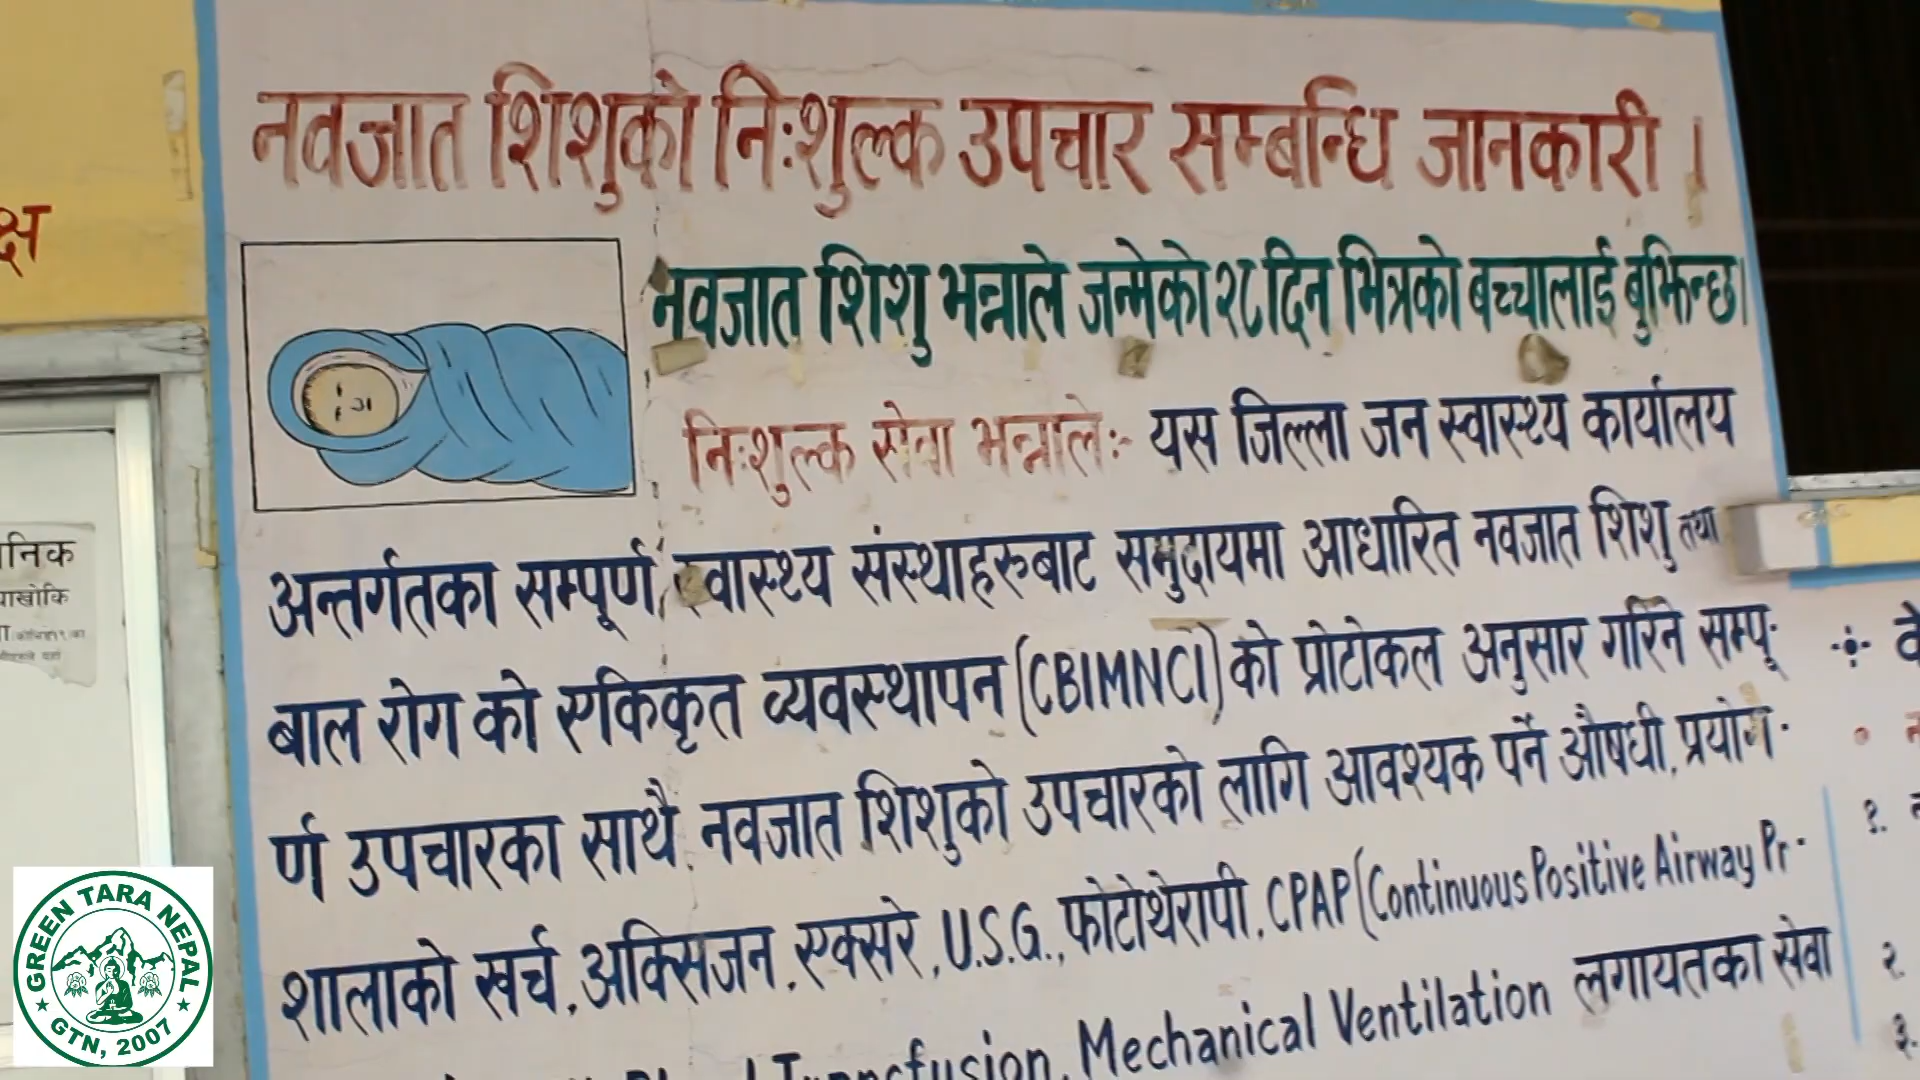 नवजात शिशुको निःशुल्क उपचार सम्बन्धि जानकारी ।
नवजात शिशु भन्नाले जन्मेको २८ दिन भित्रको बच्चालाई बुझिन्छ।
निःशुल्क सेवा भन्नाले :- यस जिल्ला जन स्वास्थ्य कार्यालय
अन्तर्गतका सम्पूर्ण स्वास्थ्य संस्थाहरुबाट समुदायमा आधारित नवजात शिशु तथा
बाल रोग को एकिकृत व्यवस्थापन (CBIMNCI) को प्रोटोकल अनुसार गरिने सम्पू-
र्ण उपचारका साथै नवजात शिशुको उपचारको लागि आवश्यक पर्ने औषधी, प्रयोग-
शालाको खर्च, अक्सिजन, एक्सरे, U.S.G., फोटोथेरापी, CPAP (Continuous Positive Airway Pr-
Mechanical Ventilation लगायतका सेवा
क्ष
निक
१.
२.
३.
GREEN TARA NEPAL
GTN, 2007